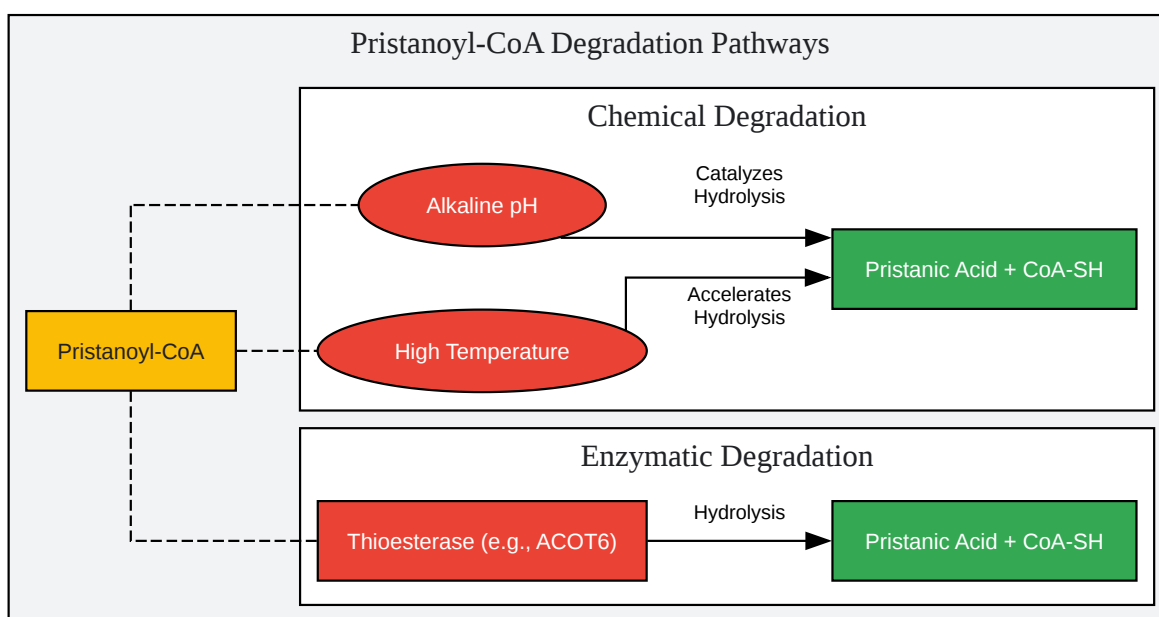 Pristanoyl-CoA Degradation Pathways
Chemical Degradation
Alkaline pH
Catalyzes
Hydrolysis
Pristanic Acid + CoA-SH
High Temperature
Accelerates
Hydrolysis
Pristanoyl-CoA
Enzymatic Degradation
Thioesterase (e.g., ACOT6)
Hydrolysis
Pristanic Acid + CoA-SH